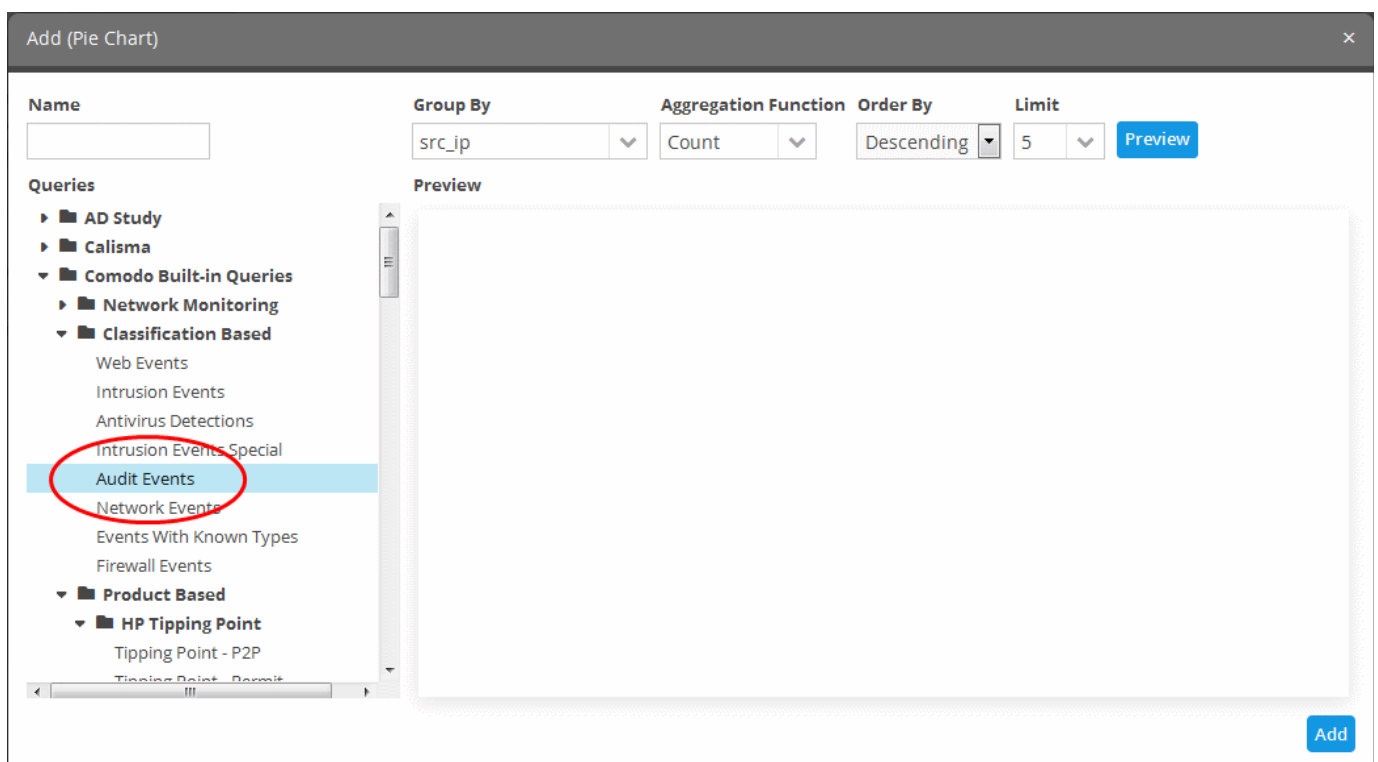 Add (Pie Chart)
×
Name
Group By
Aggregation Function
Order By
Limit
src_ip
Count
Descending
5
Preview
Queries
Preview
AD Study
Calisma
Comodo Built-in Queries
Network Monitoring
Classification Based
Web Events
Intrusion Events
Antivirus Detections
Intrusion Events Special
Audit Events
Network Events
Events With Known Types
Firewall Events
Product Based
HP Tipping Point
Tipping Point - P2P
Tipping Point - Permit
Add